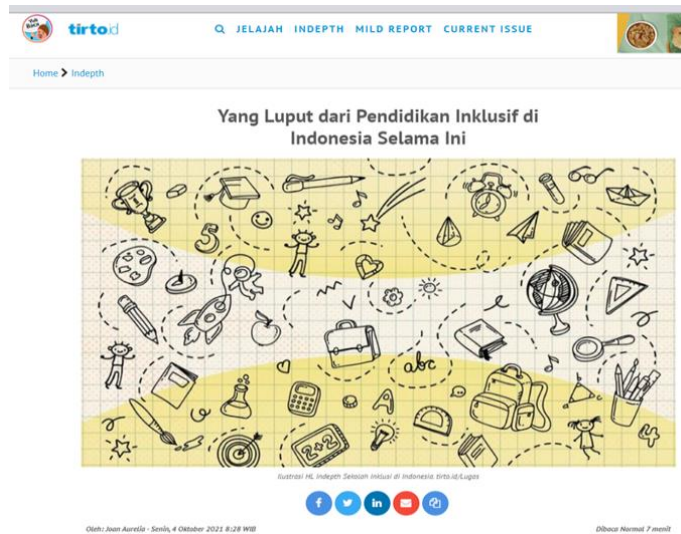 tirto.id
JELAJAH INDEPTH MILD REPORT CURRENT ISSUE
Home > Indepth
Yang Luput dari Pendidikan Inklusif di
Indonesia Selama Ini
5
abc
A
2+2
4
Ilustrasi HL Indepth Sekolah Inklusi di Indonesia. tirto.id/Lugas
f
in
Oleh: Joan Aurelia - Senin, 4 Oktober 2021 8:28 WIB
Dibaca Normal 7 menit